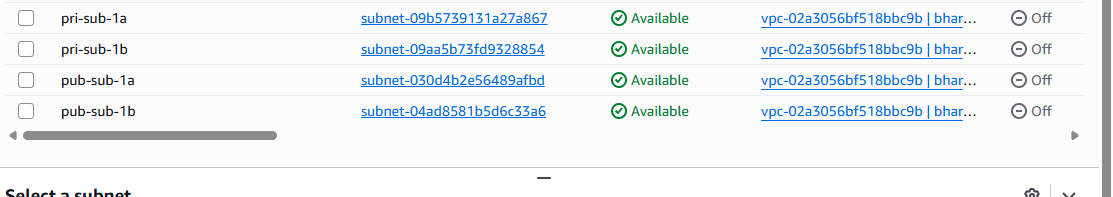 pri-sub-1a subnet-09b5739131a27a867 Available vpc-02a3056bf518bbc9b | bhar... Off
pri-sub-1b subnet-09aa5b73fd9328854 Available vpc-02a3056bf518bbc9b | bhar... Off
pub-sub-1a subnet-030d4b2e56489afbd Available vpc-02a3056bf518bbc9b | bhar... Off
pub-sub-1b subnet-04ad8581b5d6c33a6 Available vpc-02a3056bf518bbc9b | bhar... Off
Select a subnet